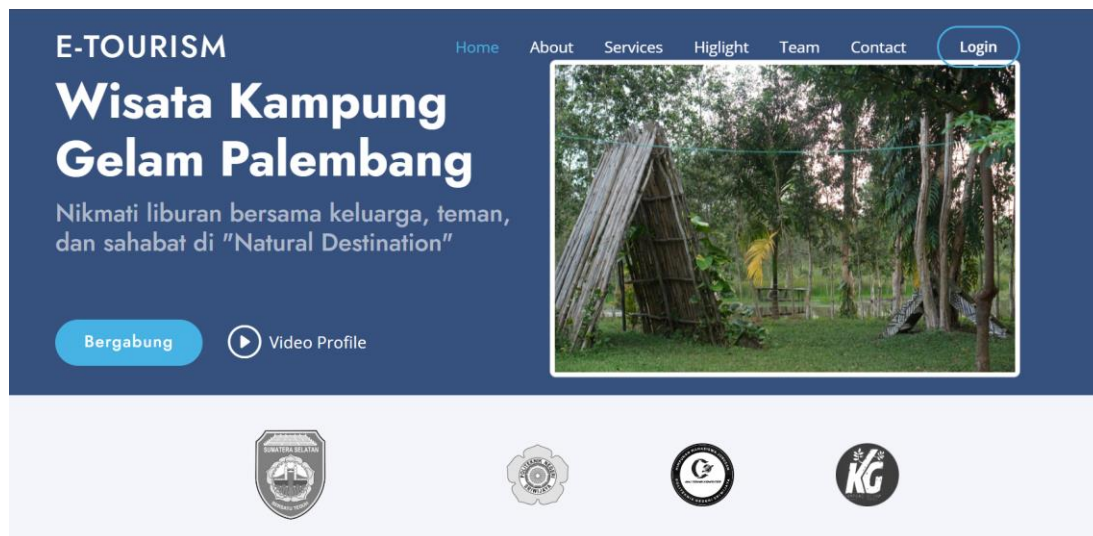 E-TOURISM
Home About Services Higlight Team Contact Login
Wisata Kampung
Gelam Palembang
Nikmati liburan bersama keluarga, teman,
dan sahabat di "Natural Destination"
Bergabung Video Profile
SUMATERA SELATAN
KG